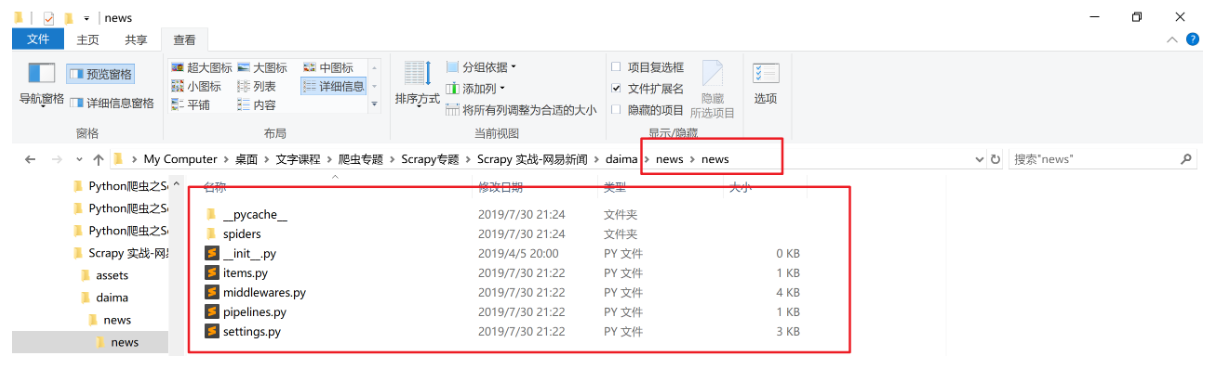 news
文件 主页 共享 查看
预览窗格 超大图标 大图标 中图标 分组依据 项目复选框
小图标 列表 详细信息 添加列 文件扩展名
导航窗格 详细信息窗格 平铺 内容 排序方式 将所有列调整为合适的大小 隐藏的项目 隐藏 所选项目 选项
窗格 布局 当前视图 显示/隐藏
My Computer > 桌面 > 文字课程 > 爬虫专题 > Scrapy专题 > Scrapy 实战-网易新闻 > daima > news > news 搜索"news"
Python爬虫之S 名称 修改日期 类型 大小
Python爬虫之S
Python爬虫之S
Scrapy 实战-网
assets
daima
news
news
__pycache__ 2019/7/30 21:24 文件夹
spiders 2019/7/30 21:24 文件夹
__init__.py 2019/4/5 20:00 PY 文件 0 KB
items.py 2019/7/30 21:22 PY 文件 1 KB
middlewares.py 2019/7/30 21:22 PY 文件 4 KB
pipelines.py 2019/7/30 21:22 PY 文件 1 KB
settings.py 2019/7/30 21:22 PY 文件 3 KB